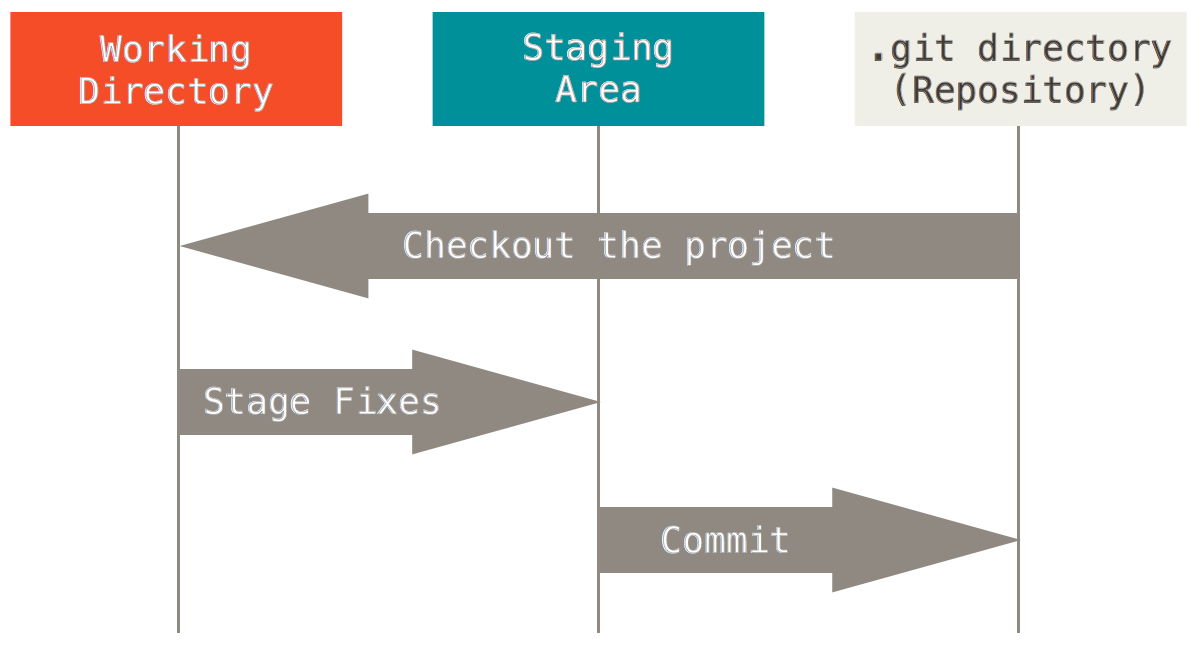 Working
Directory
Staging
Area
.git directory
(Repository)
Checkout the project
Stage Fixes
Commit